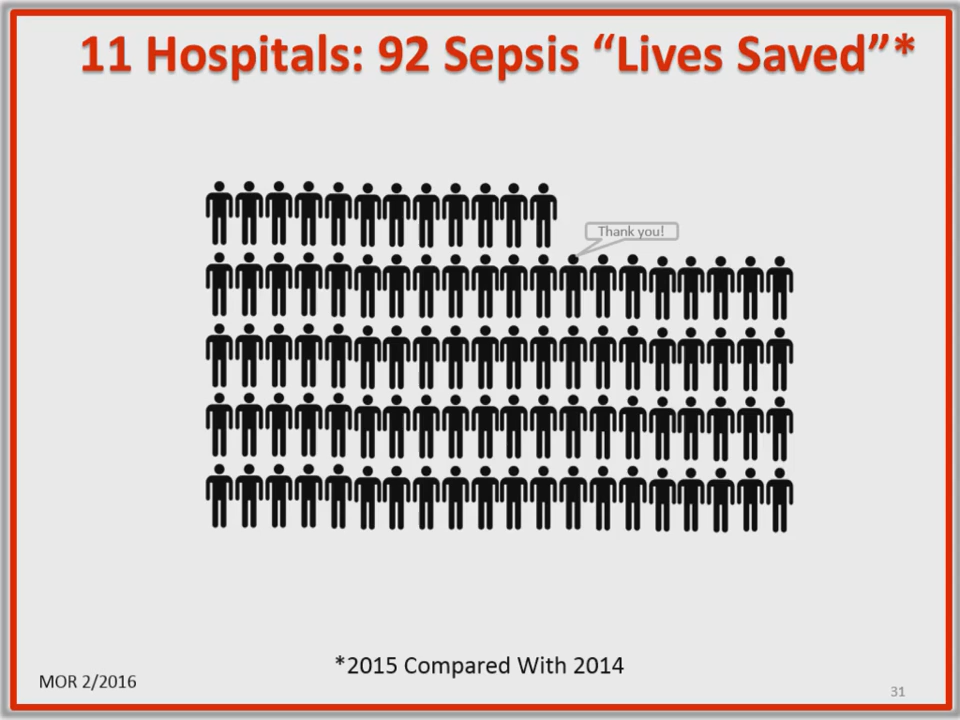 11 Hospitals: 92 Sepsis “Lives Saved”*
Thank you!
*2015 Compared With 2014
MOR 2/2016
31